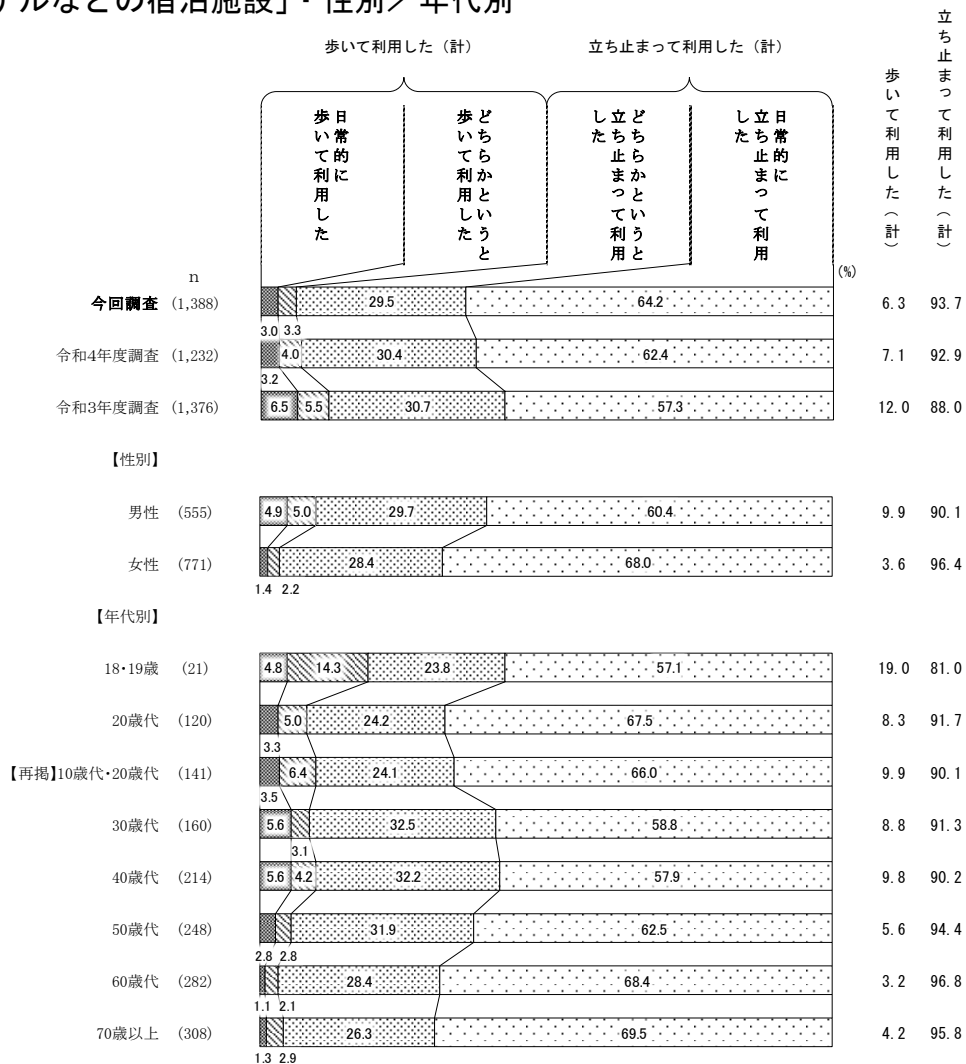 などの宿泊施設」・性別／年代別
歩いて利用した（計）
立ち止まって利用した（計）
日常的に
歩いて利用した
どちらかというと
歩いて利用した
どちらかというと
立ち止まって利用
した
日常的に
立ち止まって利用
した
歩いて利用した（計）
立ち止まって利用した（計）
n
(%)
今回調査 (1,388) 29.5 64.2 6.3 93.7
3.0 3.3
令和4年度調査 (1,232) 4.0 30.4 62.4 7.1 92.9
3.2
令和3年度調査 (1,376) 6.5 5.5 30.7 57.3 12.0 88.0
【性別】
男性 (555) 4.9 5.0 29.7 60.4 9.9 90.1
女性 (771) 28.4 68.0 3.6 96.4
1.4 2.2
【年代別】
18・19歳 (21) 4.8 14.3 23.8 57.1 19.0 81.0
20歳代 (120) 5.0 24.2 67.5 8.3 91.7
3.3
【再掲】10歳代・20歳代 (141) 6.4 24.1 66.0 9.9 90.1
3.5
30歳代 (160) 5.6 32.5 58.8 8.8 91.3
3.1
40歳代 (214) 5.6 4.2 32.2 57.9 9.8 90.2
50歳代 (248) 31.9 62.5 5.6 94.4
2.8 2.8
60歳代 (282) 28.4 68.4 3.2 96.8
1.1 2.1
70歳以上 (308) 26.3 69.5 4.2 95.8
1.3 2.9